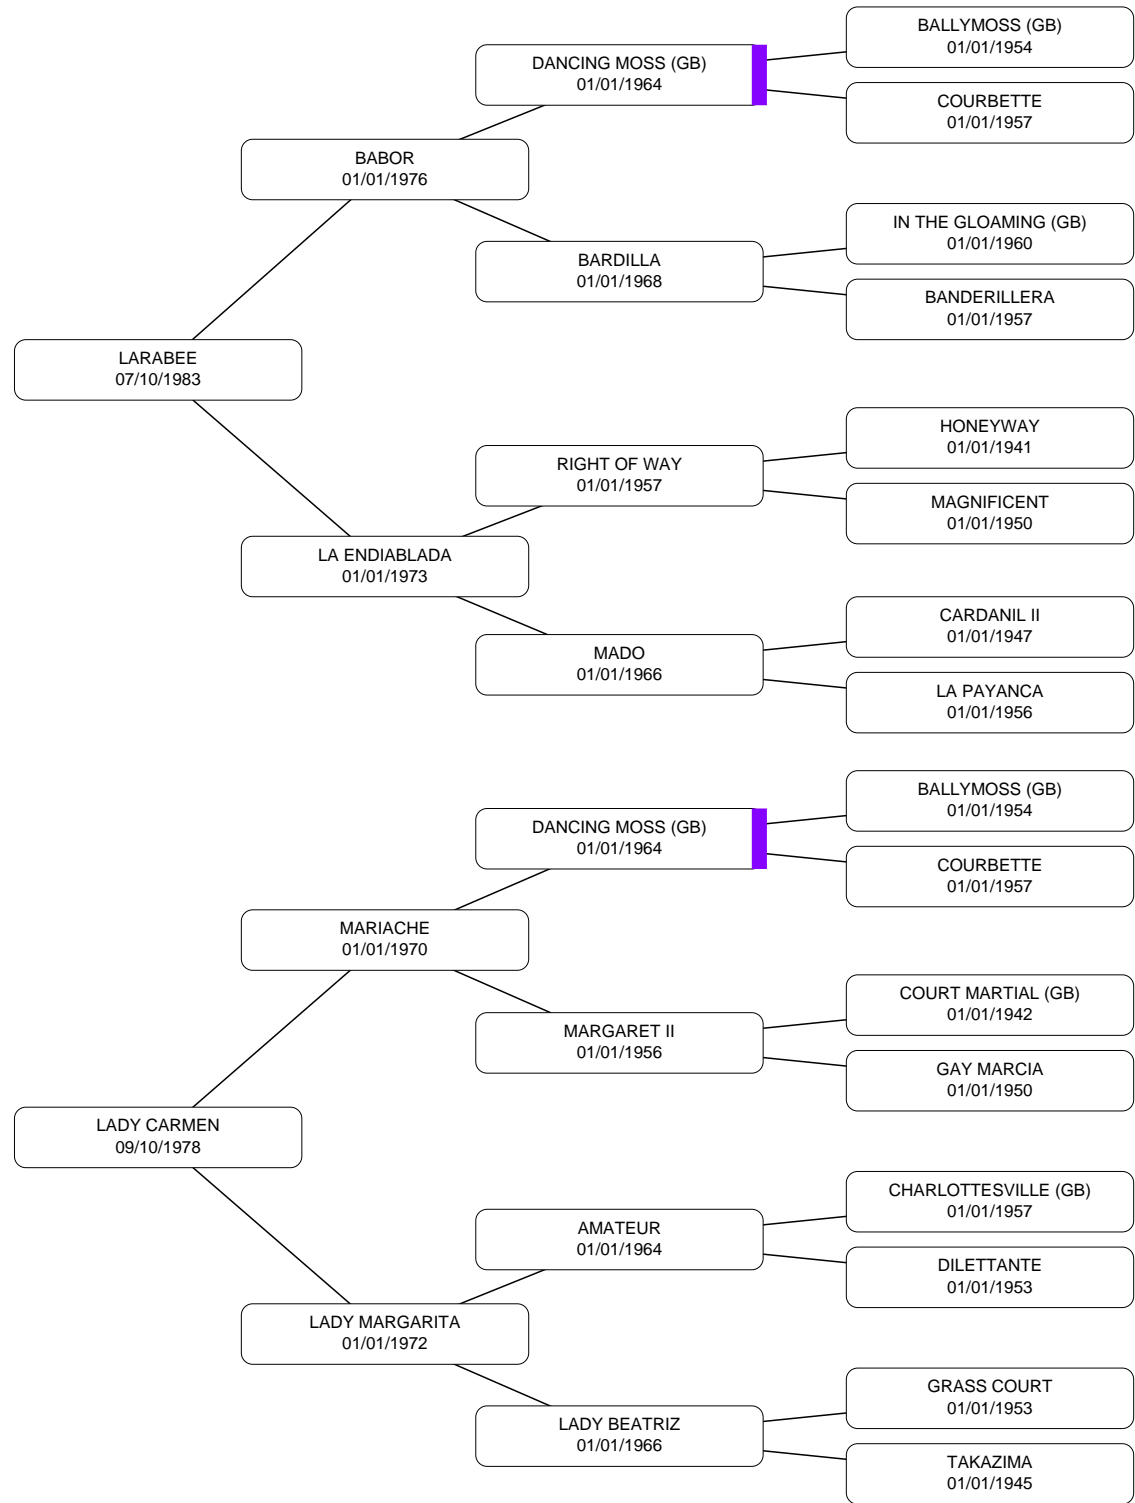 BALLYMOSS (GB)
01/01/1954
DANCING MOSS (GB)
01/01/1964
COURBETTE
01/01/1957
BABOR
01/01/1976
IN THE GLOAMING (GB)
01/01/1960
BARDILLA
01/01/1968
BANDERILLERA
01/01/1957
LARABEE
07/10/1983
HONEYWAY
01/01/1941
RIGHT OF WAY
01/01/1957
MAGNIFICENT
01/01/1950
LA ENDIABLADA
01/01/1973
CARDANIL II
01/01/1947
MADO
01/01/1966
LA PAYANCA
01/01/1956
BALLYMOSS (GB)
01/01/1954
DANCING MOSS (GB)
01/01/1964
COURBETTE
01/01/1957
MARIACHE
01/01/1970
COURT MARTIAL (GB)
01/01/1942
MARGARET II
01/01/1956
GAY MARCIA
01/01/1950
LADY CARMEN
09/10/1978
CHARLOTTESVILLE (GB)
01/01/1957
AMATEUR
01/01/1964
DILETTANTE
01/01/1953
LADY MARGARITA
01/01/1972
GRASS COURT
01/01/1953
LADY BEATRIZ
01/01/1966
TAKAZIMA
01/01/1945